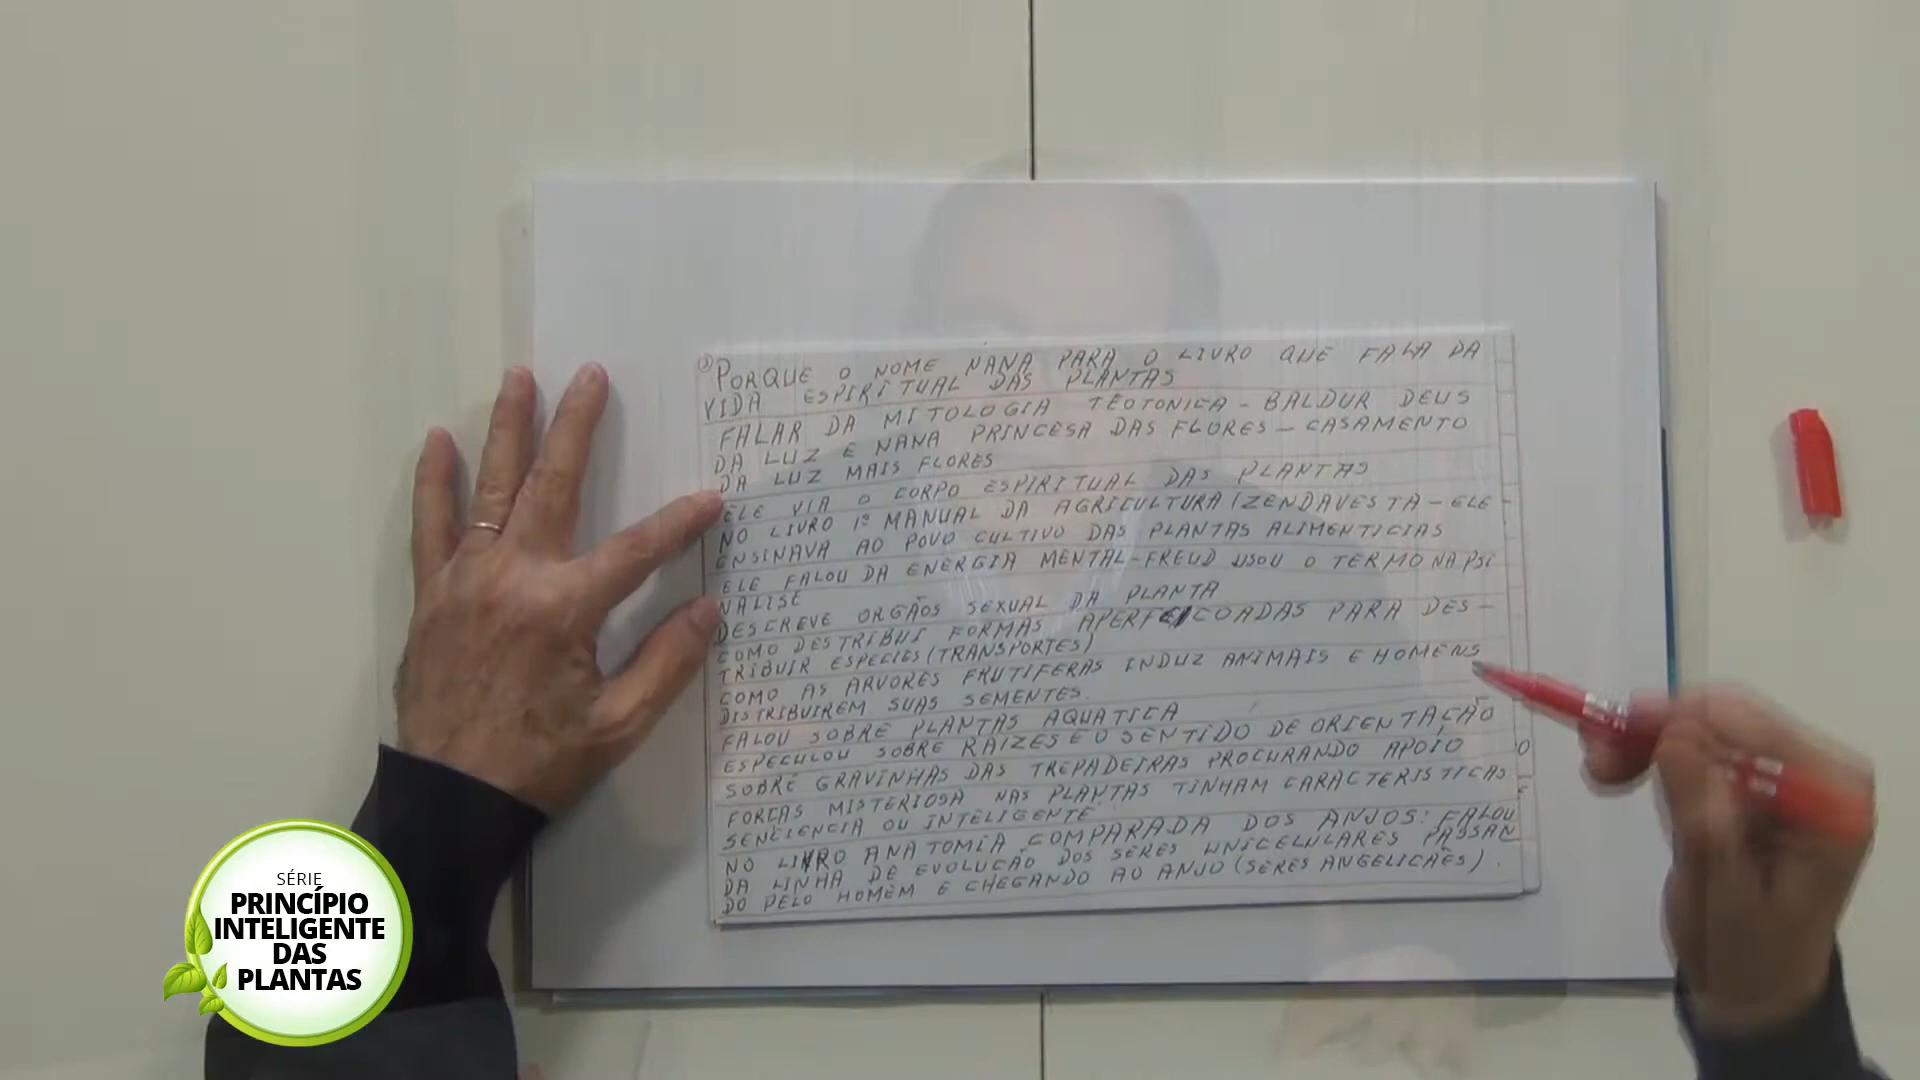 ② PORQUE O NOME NANA PARA O LIVRO QUE FALA DA
VIDA ESPIRITUAL DAS PLANTAS
FALAR DA MITOLOGIA TEOTONICA - BALDUR DEUS
DA LUZ E NANA PRINCESA DAS FLORES - CASAMENTO
DA LUZ MAIS FLORES
ELE VIA O CORPO ESPIRITUAL DAS PLANTAS
NO LIVRO 1º MANUAL DA AGRICULTURA/ZENDAVESTA - ELE -
ENSINAVA AO POVO CULTIVO DAS PLANTAS ALIMENTICIAS
ELE FALOU DA ENERGIA MENTAL - FREUD USOU O TERMO NA PSI
NALISE
DESCREVE ORGÃOS SEXUAL DA PLANTA
COMO DESTRIBUI FORMAS APERFEICOADAS PARA DES-
TRIBUIR ESPECIES (TRANSPORTES)
COMO AS ARVORES FRUTIFERAS INDUZ ANIMAIS E HOMENS
DISTRIBUIREM SUAS SEMENTES.
FALOU SOBRE PLANTAS AQUATICA
ESPECULOU SOBRE RAIZES E O SENTIDO DE ORIENTAÇÃO
SOBRE GRAVINHAS DAS TREPADEIRAS PROCURANDO APOIO
FORCAS MISTERIOSA NAS PLANTAS TINHAM CARACTERISTICAS
SENCIENCIA OU INTELIGENTE.
NO LIVRO ANATOMIA COMPARADA DOS ANJOS: FALOU
DA LINHA DE EVOLUCÃO DOS SERES UNICELULARES PASSAN
DO PELO HOMEM E CHEGANDO AO ANJO (SERES ANGELICAES).
SÉRIE
PRINCÍPIO
INTELIGENTE
DAS
PLANTAS